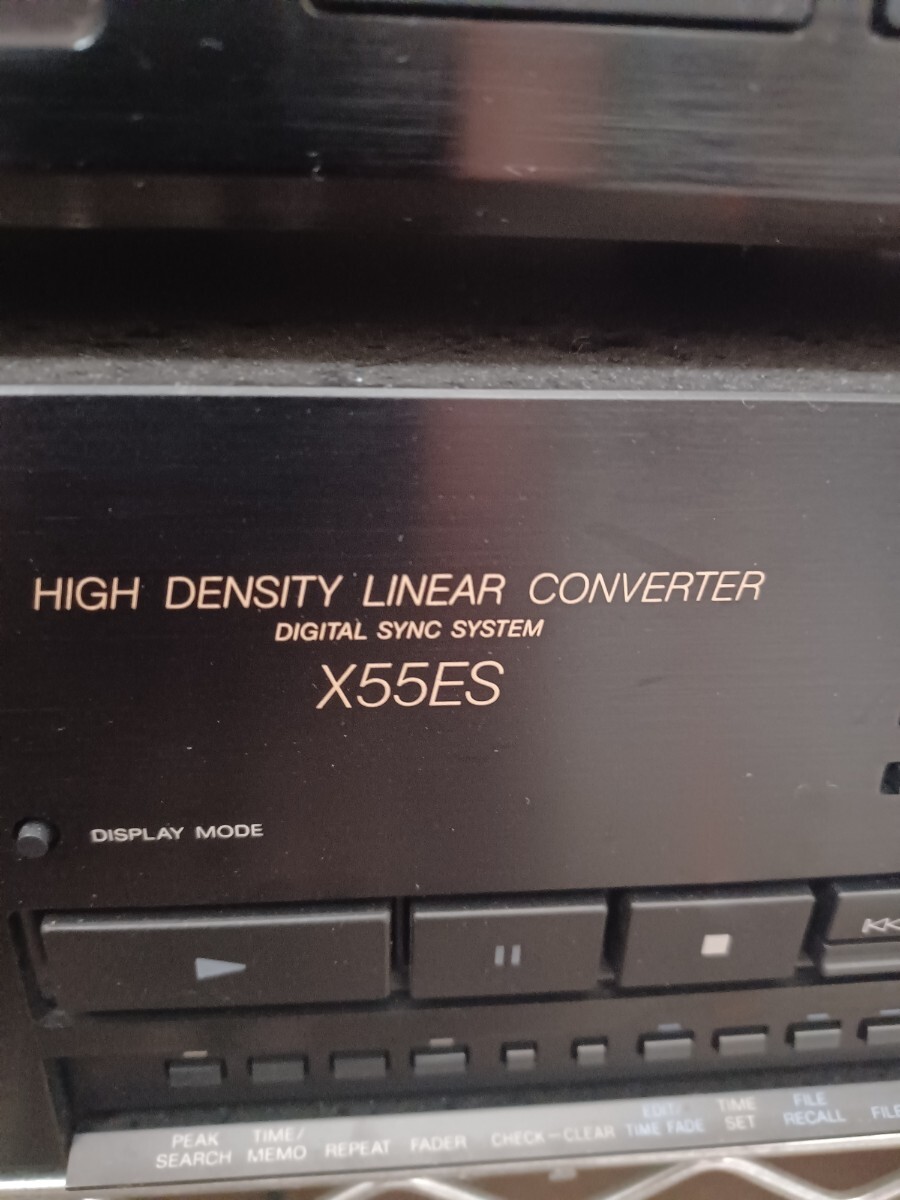 HIGH DENSITY LINEAR CONVERTER
DIGITAL SYNC SYSTEM
X55ES
DISPLAY MODE
PEAK SEARCH
TIME/ MEMO
REPEAT
FADER
CHECK-CLEAR
EDIT/ TIME FADE
TIME SET
FILE RECALL
FILE